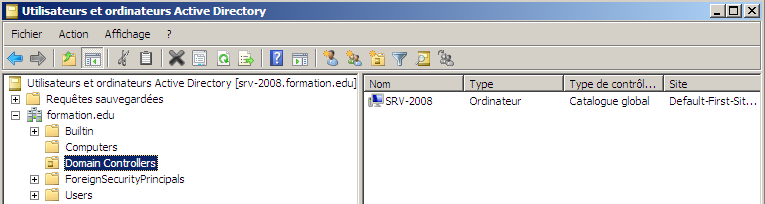 Utilisateurs et ordinateurs Active Directory
Fichier Action Affichage ?
Utilisateurs et ordinateurs Active Directory [srv-2008.formation.edu]
Requêtes sauvegardées
formation.edu
Builtin
Computers
Domain Controllers
ForeignSecurityPrincipals
Users
Nom Type Type de contrôl... Site
SRV-2008 Ordinateur Catalogue global Default-First-Sit...